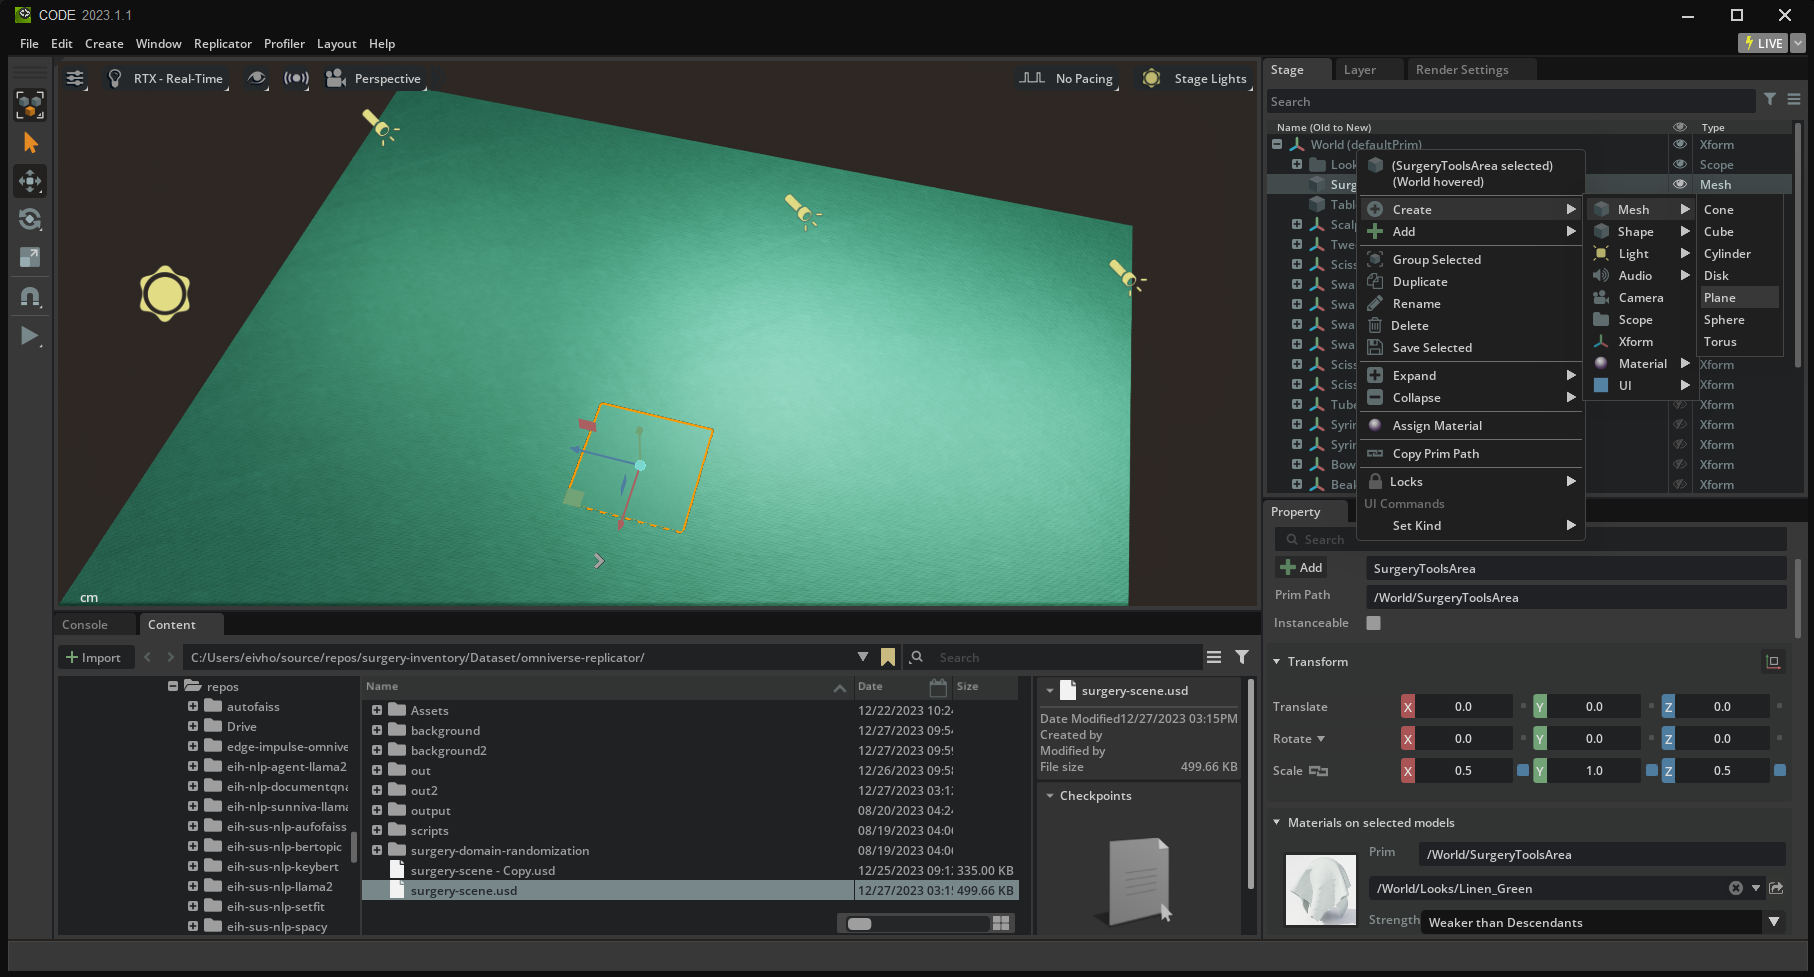 CODE 2023.1.1
File Edit Create Window Replicator Profiler Layout Help
LIVE
RTX - Real-Time
Perspective
No Pacing
Stage Lights
cm
Stage Layer Render Settings
Search
Name (Old to New) Type
World (defaultPrim) Xform
Look Scope
Surg Mesh
Tabl
Scal
Twe
Sciss
Swa
Swa
Swa
Swa
Sciss Xform
Sciss Xform
Tube Xform
Syrin Xform
Syrin Xform
Bow Xform
Beak Xform
(SurgeryToolsArea selected)
(World hovered)
Create
Add
Group Selected
Duplicate
Rename
Delete
Save Selected
Expand
Collapse
Assign Material
Copy Prim Path
Locks
UI Commands
Set Kind
Mesh
Shape
Light
Audio
Camera
Scope
Xform
Material
UI
Cone
Cube
Cylinder
Disk
Plane
Sphere
Torus
Property
Search
Add SurgeryToolsArea
Prim Path /World/SurgeryToolsArea
Instanceable
Transform
Translate X 0.0 Y 0.0 Z 0.0
Rotate X 0.0 Y 0.0 Z 0.0
Scale X 0.5 Y 1.0 Z 0.5
Materials on selected models
Prim /World/SurgeryToolsArea
/World/Looks/Linen_Green
Strength Weaker than Descendants
Console Content
Import C:/Users/eivho/source/repos/surgery-inventory/Dataset/omniverse-replicator/ Search
repos
autofaiss
Drive
edge-impulse-omnive
eih-nlp-agent-llama2
eih-nlp-documentqna
eih-nlp-sunniva-llama
eih-sus-nlp-aufofaiss
eih-sus-nlp-bertopic
eih-sus-nlp-keybert
eih-sus-nlp-llama2
eih-sus-nlp-setfit
eih-sus-nlp-spacy
Name Date Size
Assets 12/22/2023 10:24
background 12/27/2023 09:54
background2 12/27/2023 09:59
out 12/26/2023 09:58
out2 12/27/2023 03:12
output 08/20/2023 04:24
scripts 08/19/2023 04:06
surgery-domain-randomization 08/19/2023 04:06
surgery-scene - Copy.usd 12/25/2023 09:12 335.00 KB
surgery-scene.usd 12/27/2023 03:15 499.66 KB
surgery-scene.usd
Date Modified12/27/2023 03:15PM
Created by
Modified by
File size 499.66 KB
Checkpoints